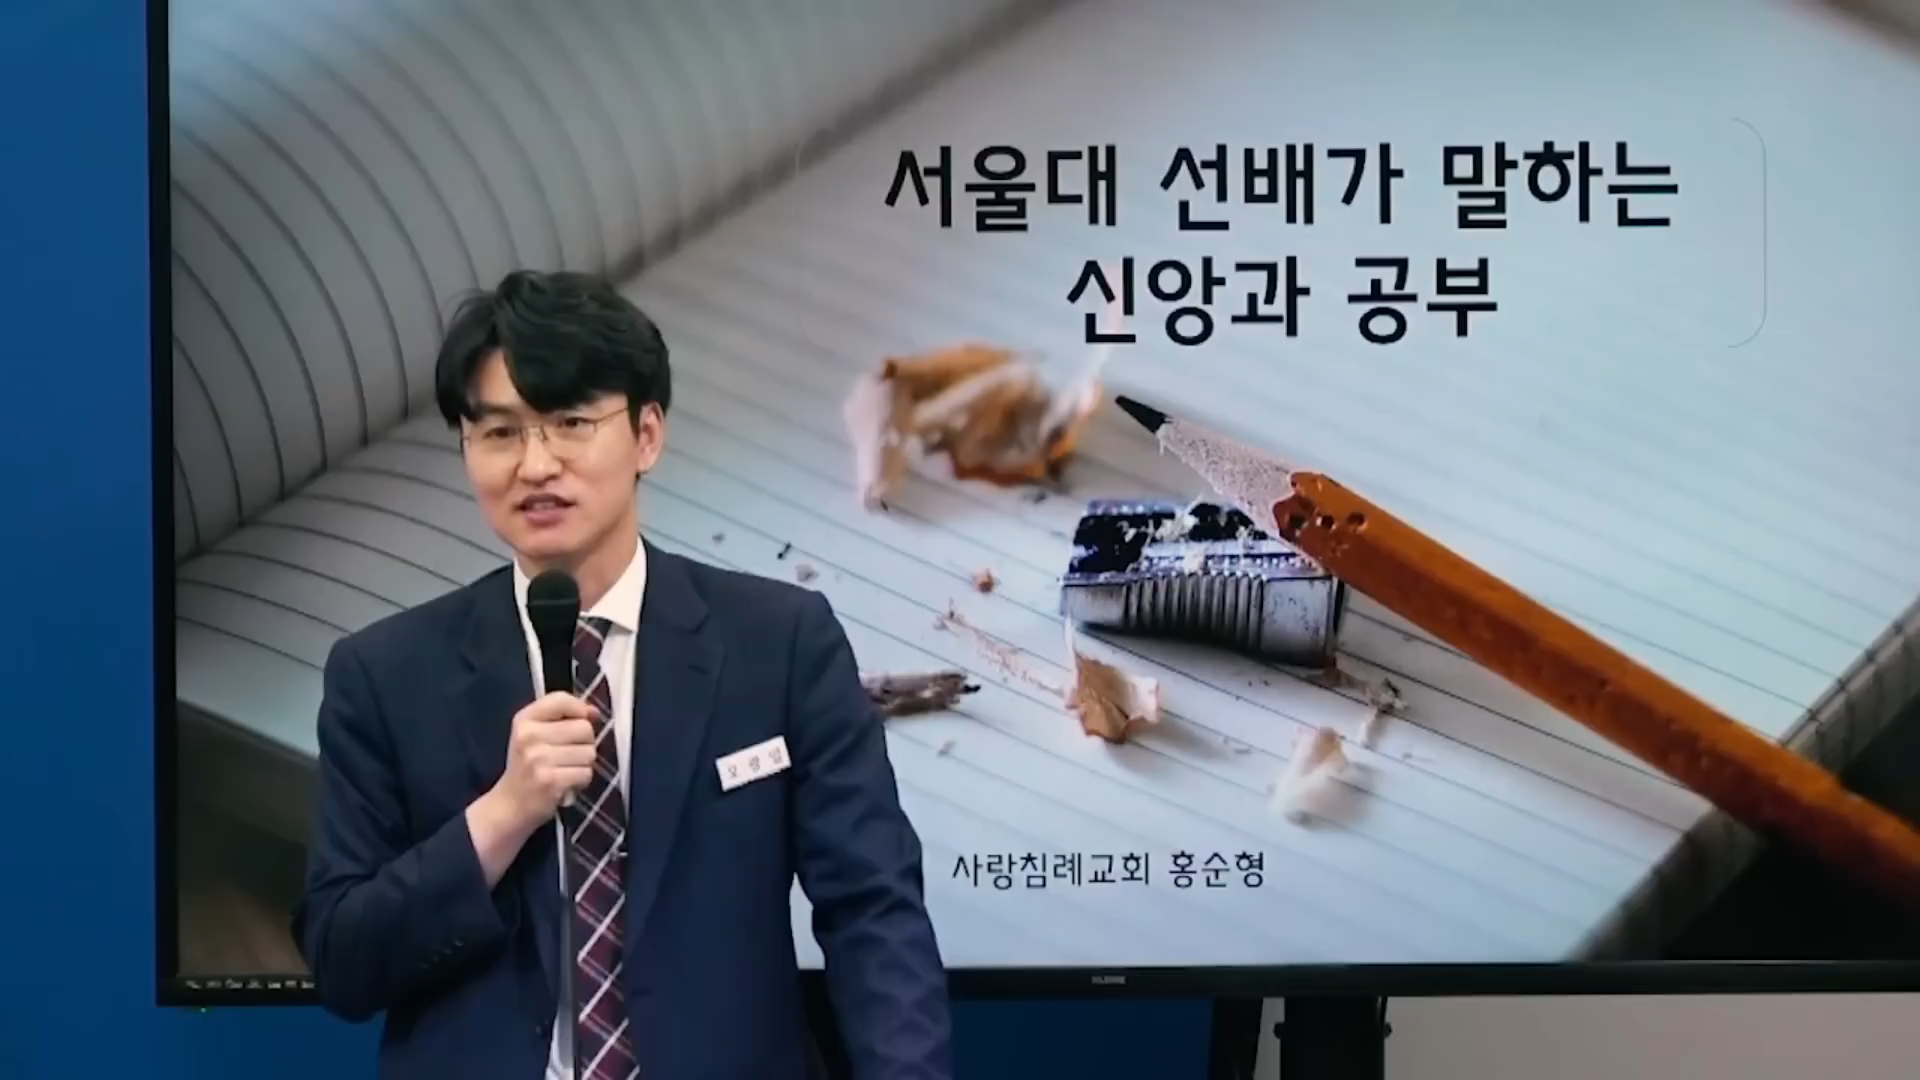 서울대 선배가 말하는
신앙과 공부
사랑침례교회 홍순형